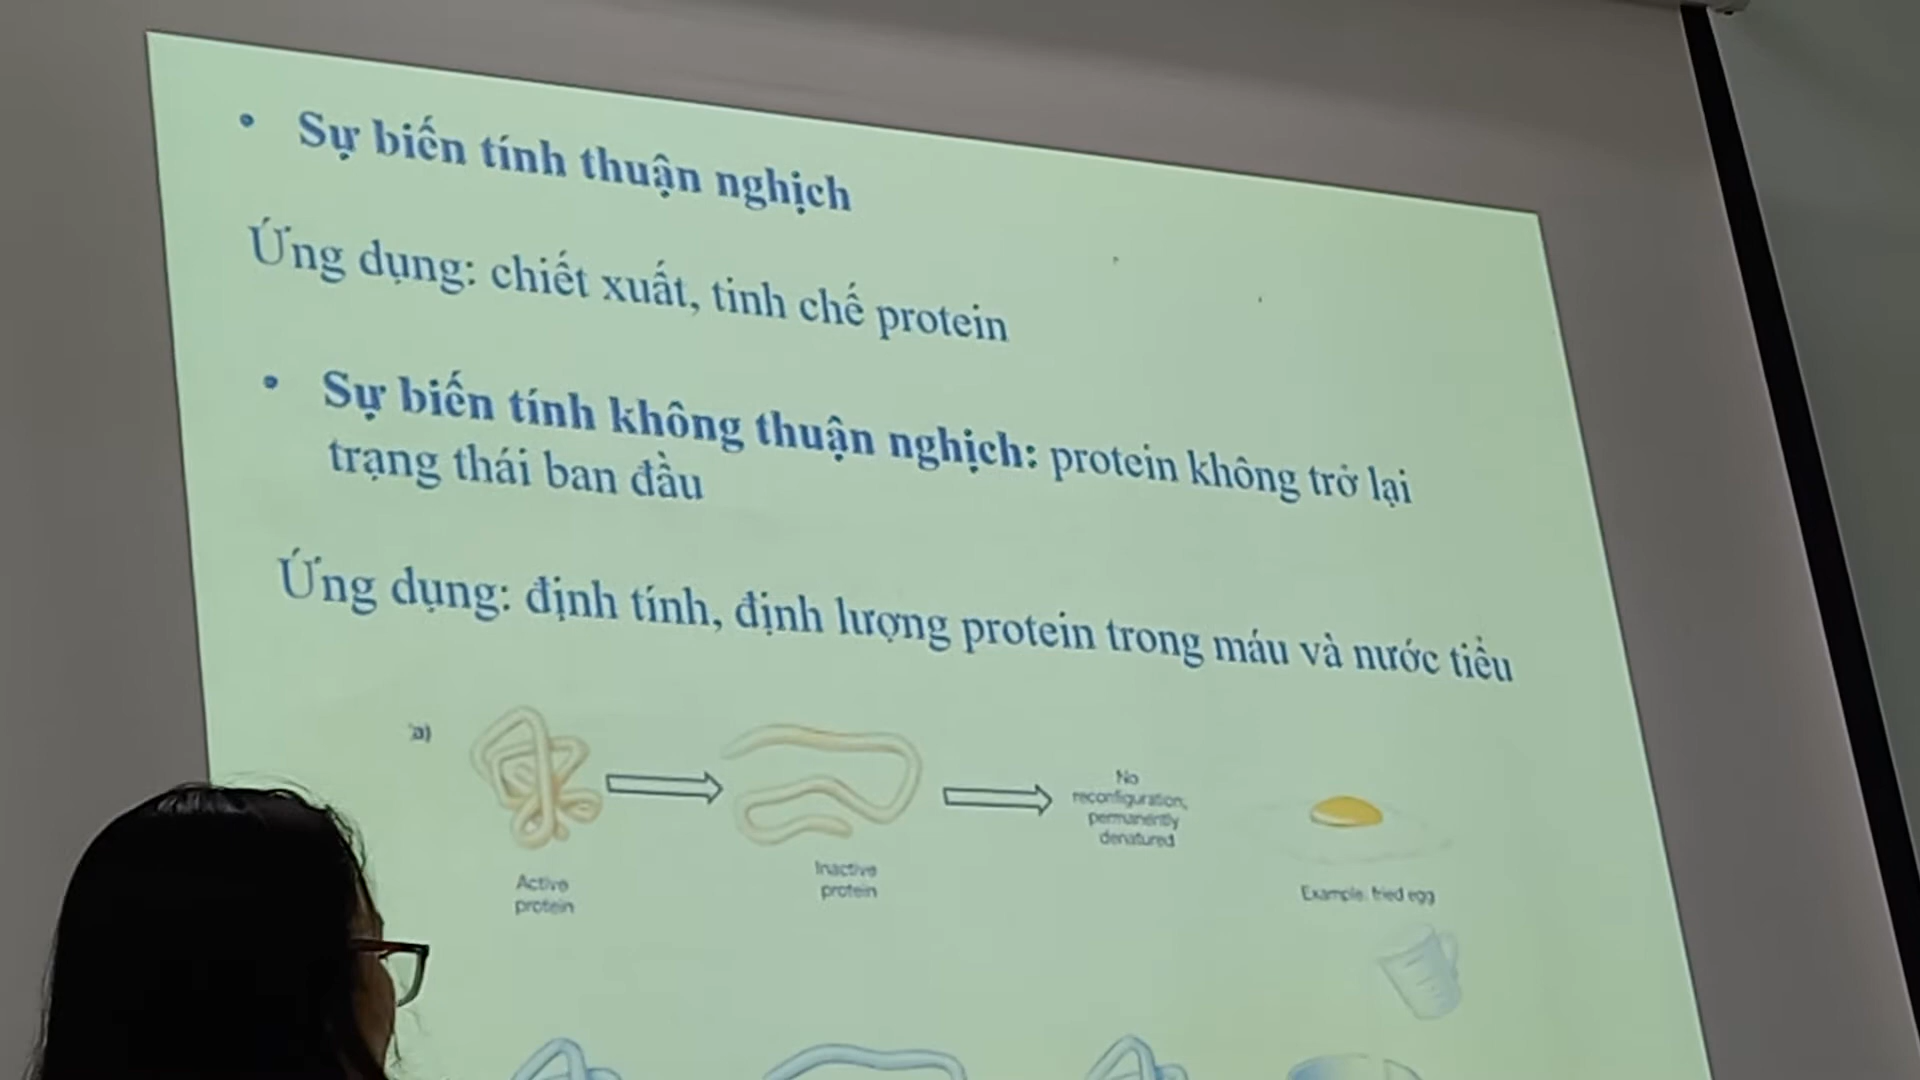 • Sự biến tính thuận nghịch
Ứng dụng: chiết xuất, tinh chế protein
• Sự biến tính không thuận nghịch: protein không trở lại
trạng thái ban đầu
Ứng dụng: định tính, định lượng protein trong máu và nước tiểu
a)
Active
protein
Inactive
protein
No
reconfiguration,
permanently
denatured
Example: fried egg